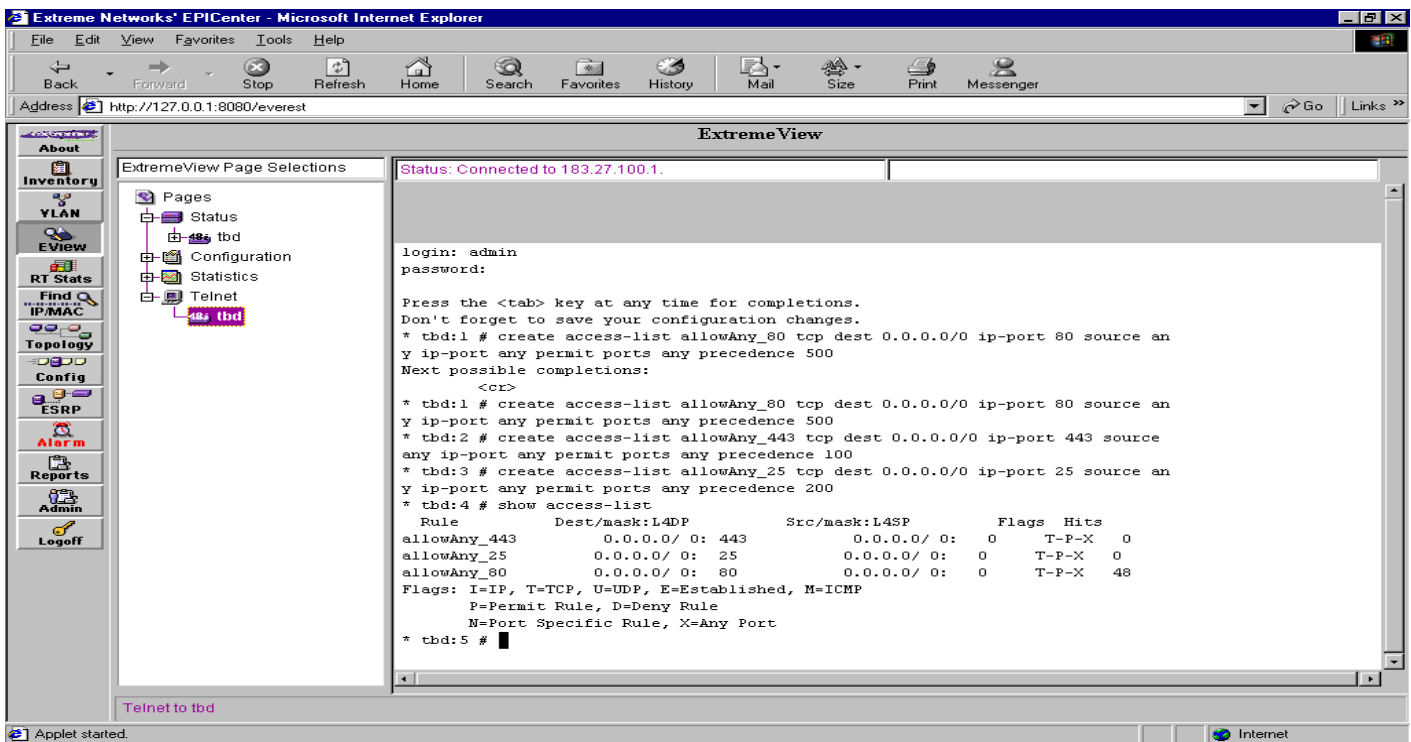 Extreme Networks' EPICenter - Microsoft Internet Explorer
File Edit View Favorites Tools Help
Back Forward Stop Refresh Home Search Favorites History Mail Size Print Messenger
Address http://127.0.0.1:8080/everest Go Links »
About
Inventory
VLAN
EView
RT Stats
Find
IP/MAC
Topology
Config
ESRP
Alarm
Reports
Admin
Logoff
ExtremeView
ExtremeView Page Selections
Pages
Status
tbd
Configuration
Statistics
Telnet
tbd
Status: Connected to 183.27.100.1.
login: admin
password:
Press the <tab> key at any time for completions.
Don't forget to save your configuration changes.
* tbd:1 # create access-list allowAny_80 tcp dest 0.0.0.0/0 ip-port 80 source an
y ip-port any permit ports any precedence 500
Next possible completions:
<cr>
* tbd:1 # create access-list allowAny_80 tcp dest 0.0.0.0/0 ip-port 80 source an
y ip-port any permit ports any precedence 500
* tbd:2 # create access-list allowAny_443 tcp dest 0.0.0.0/0 ip-port 443 source
any ip-port any permit ports any precedence 100
* tbd:3 # create access-list allowAny_25 tcp dest 0.0.0.0/0 ip-port 25 source an
y ip-port any permit ports any precedence 200
* tbd:4 # show access-list
Rule Dest/mask:L4DP Src/mask:L4SP Flags Hits
allowAny_443 0.0.0.0/ 0: 443 0.0.0.0/ 0: 0 T-P-X 0
allowAny_25 0.0.0.0/ 0: 25 0.0.0.0/ 0: 0 T-P-X 0
allowAny_80 0.0.0.0/ 0: 80 0.0.0.0/ 0: 0 T-P-X 48
Flags: I=IP, T=TCP, U=UDP, E=Established, M=ICMP
P=Permit Rule, D=Deny Rule
N=Port Specific Rule, X=Any Port
* tbd:5 #
Telnet to tbd
Applet started. Internet